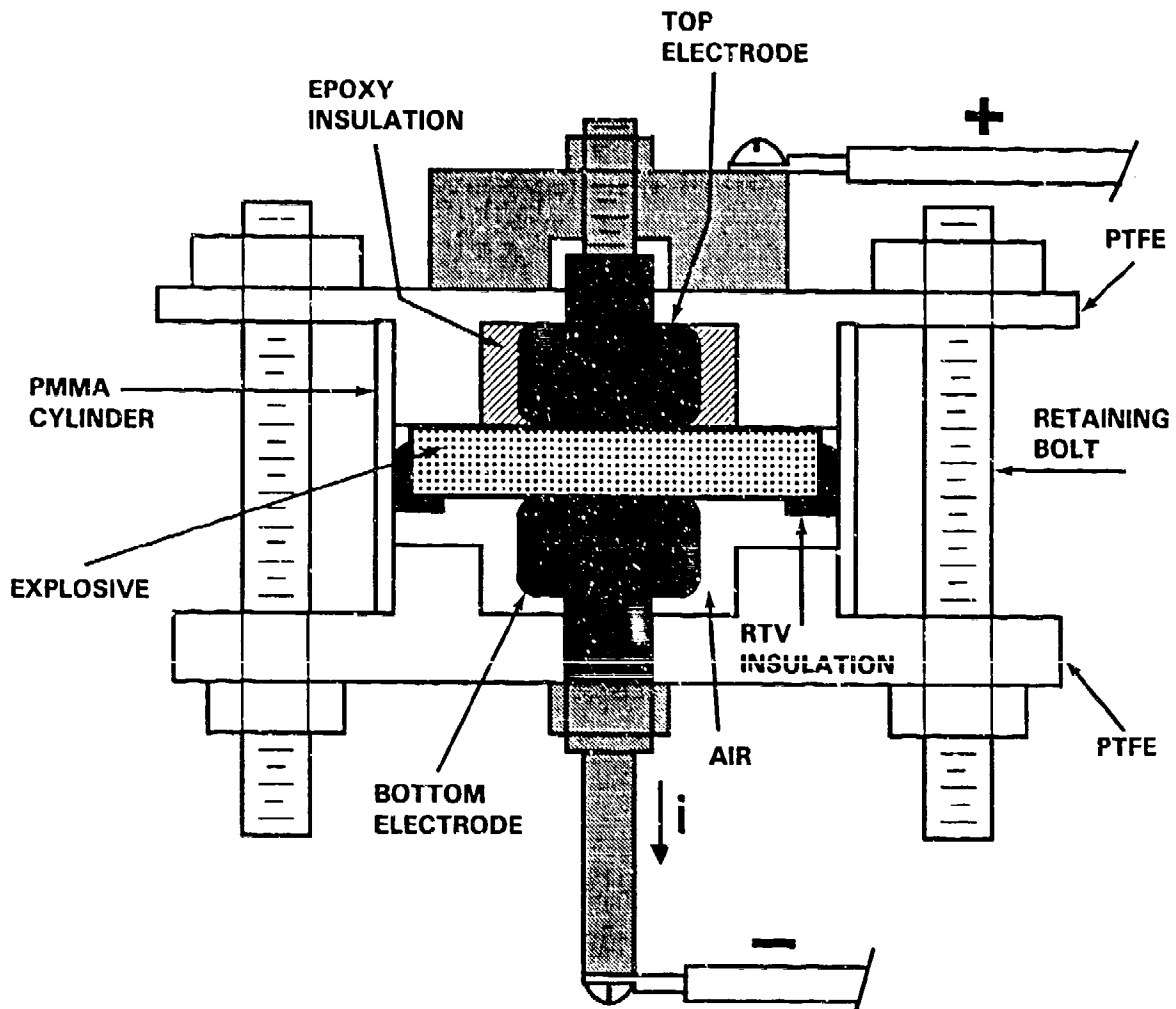 TOP
ELECTRODE
EPOXY
INSULATION
+
PTFE
PMMA
CYLINDER
RETAINING
BOLT
EXPLOSIVE
RTV
INSULATION
AIR
PTFE
BOTTOM
ELECTRODE
i
−